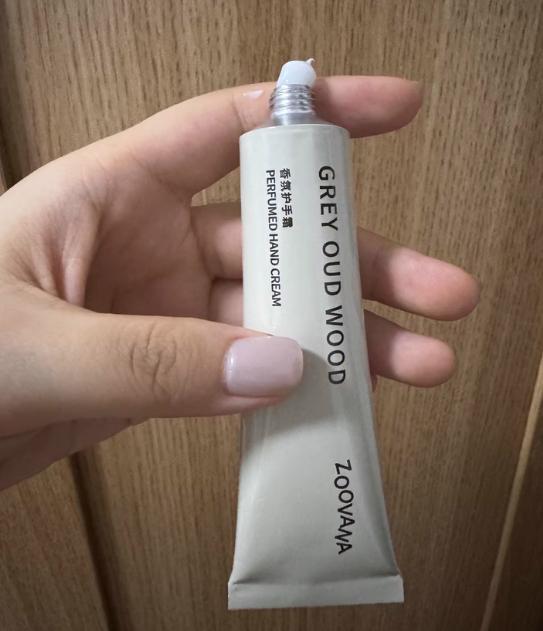 GREY OUD WOOD
香氛护手霜
PERFUMED HAND CREAM
ZOOVANA